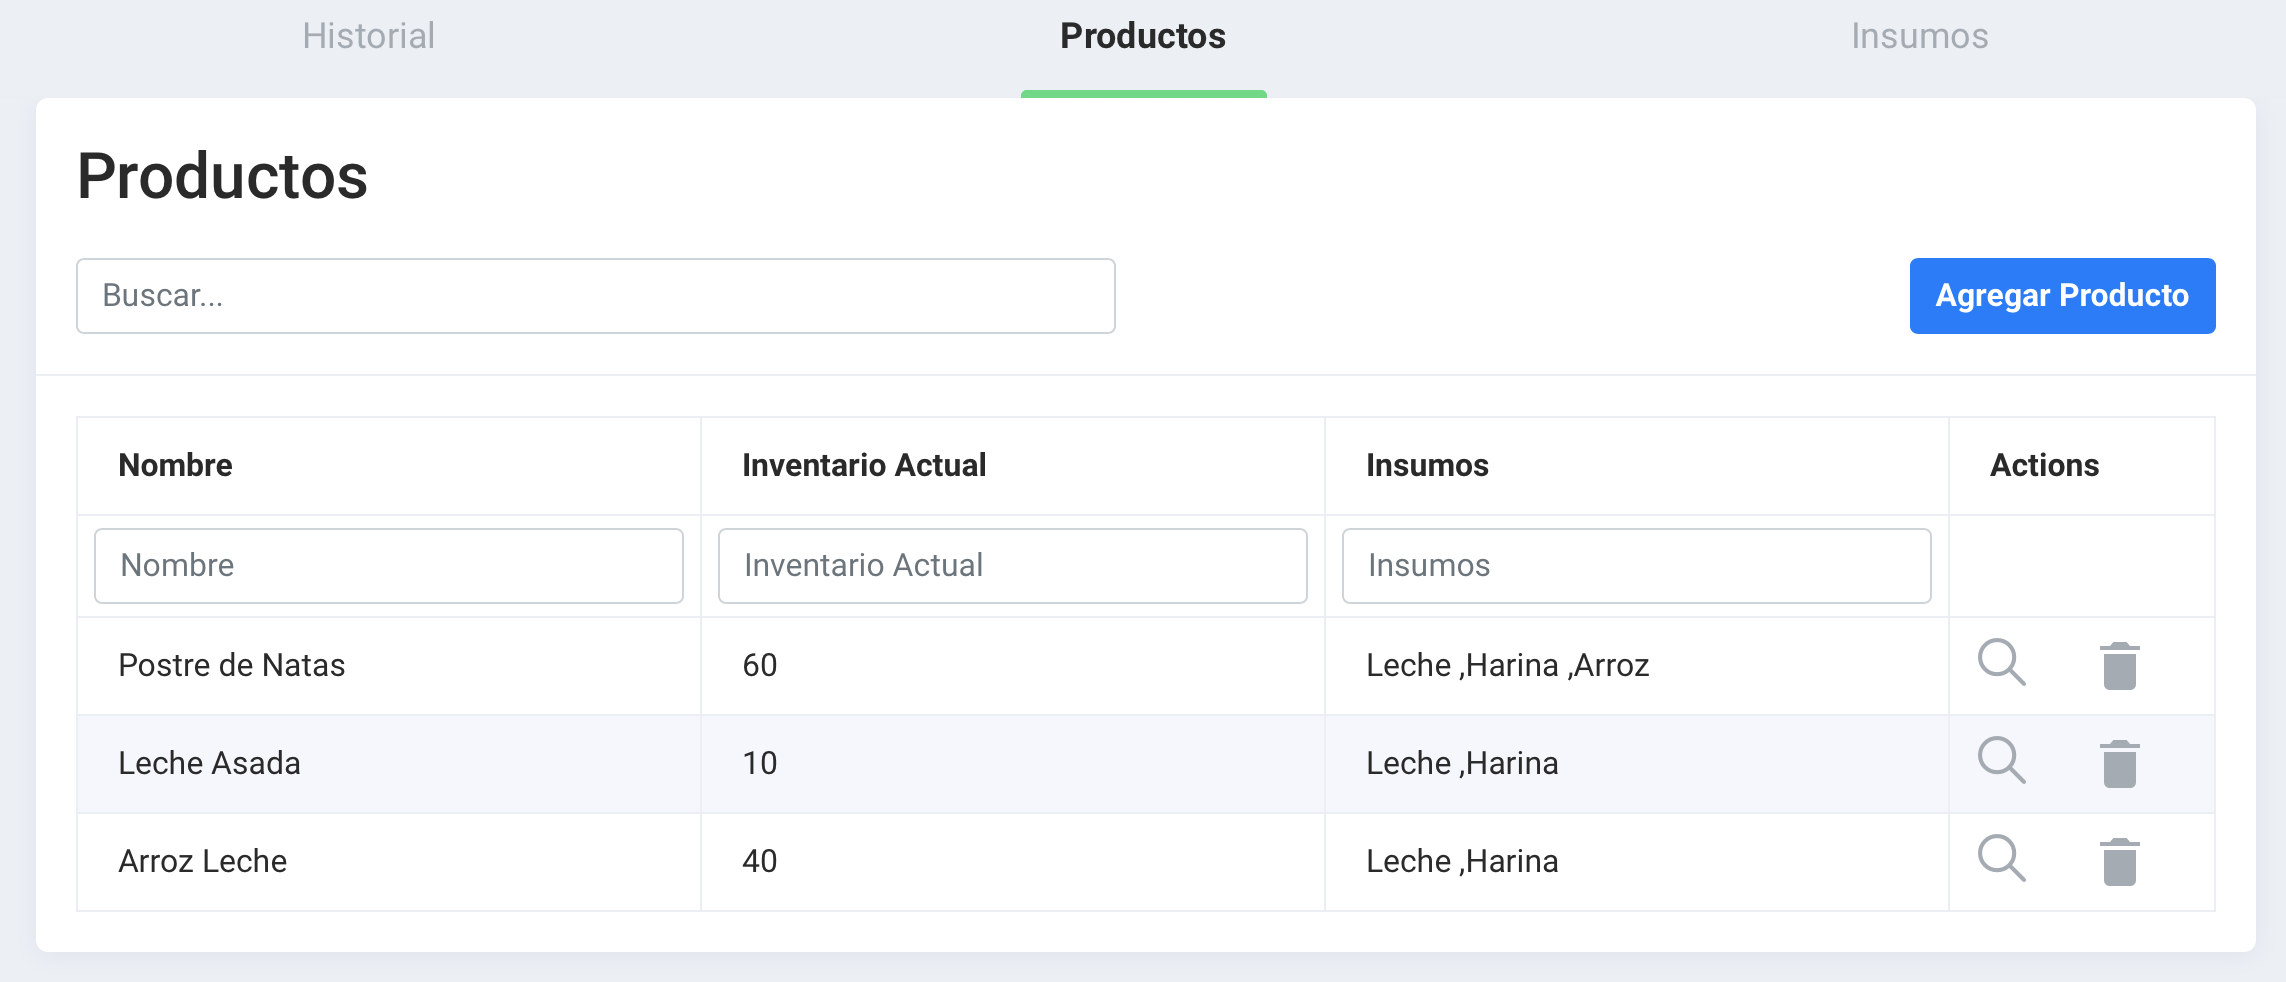 Historial Productos Insumos
Productos
Buscar... Agregar Producto
Nombre Inventario Actual Insumos Actions
Nombre Inventario Actual Insumos
Postre de Natas 60 Leche ,Harina ,Arroz
Leche Asada 10 Leche ,Harina
Arroz Leche 40 Leche ,Harina